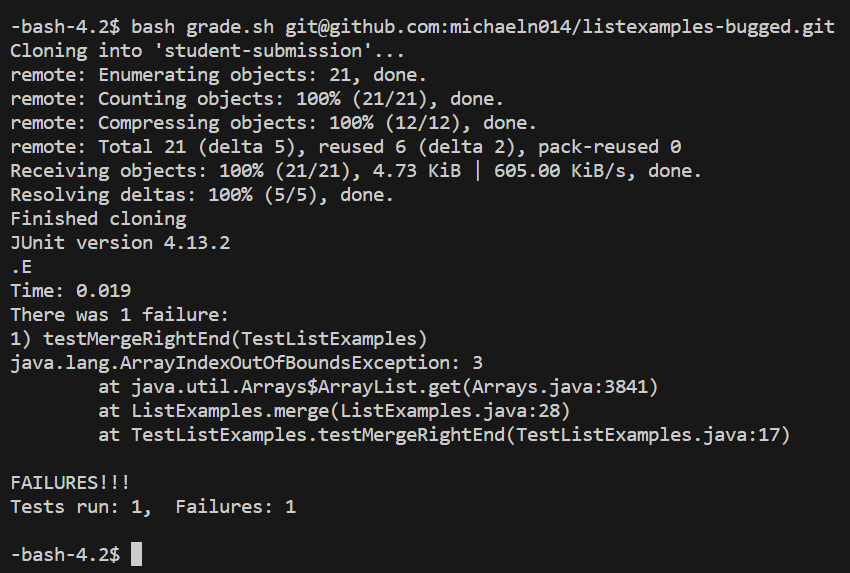 -bash-4.2$ bash grade.sh git@github.com:michaeln014/listexamples-bugged.git
Cloning into 'student-submission'...
remote: Enumerating objects: 21, done.
remote: Counting objects: 100% (21/21), done.
remote: Compressing objects: 100% (12/12), done.
remote: Total 21 (delta 5), reused 6 (delta 2), pack-reused 0
Receiving objects: 100% (21/21), 4.73 KiB | 605.00 KiB/s, done.
Resolving deltas: 100% (5/5), done.
Finished cloning
JUnit version 4.13.2
.E
Time: 0.019
There was 1 failure:
1) testMergeRightEnd(TestListExamples)
java.lang.ArrayIndexOutOfBoundsException: 3
        at java.util.Arrays$ArrayList.get(Arrays.java:3841)
        at ListExamples.merge(ListExamples.java:28)
        at TestListExamples.testMergeRightEnd(TestListExamples.java:17)

FAILURES!!!
Tests run: 1,  Failures: 1

-bash-4.2$